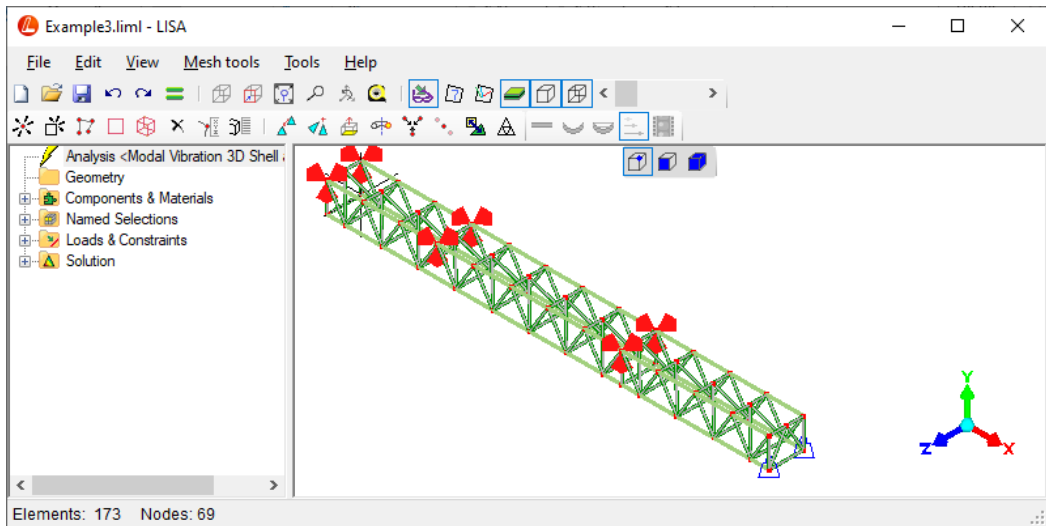 Example3.liml - LISA
File Edit View Mesh tools Tools Help
Analysis <Modal Vibration 3D Shell
Geometry
Components & Materials
Named Selections
Loads & Constraints
Solution
Y
Z
X
Elements: 173 Nodes: 69